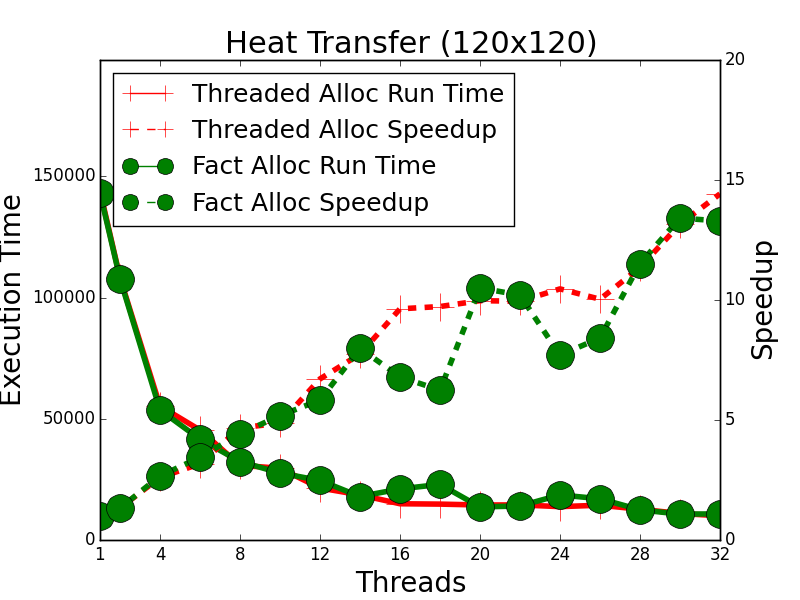 Heat Transfer (120x120)
Threaded Alloc Run Time
Threaded Alloc Speedup
Fact Alloc Run Time
Fact Alloc Speedup
Execution Time
150000
100000
50000
0
20
15
10
5
0
Speedup
1 4 8 12 16 20 24 28 32
Threads